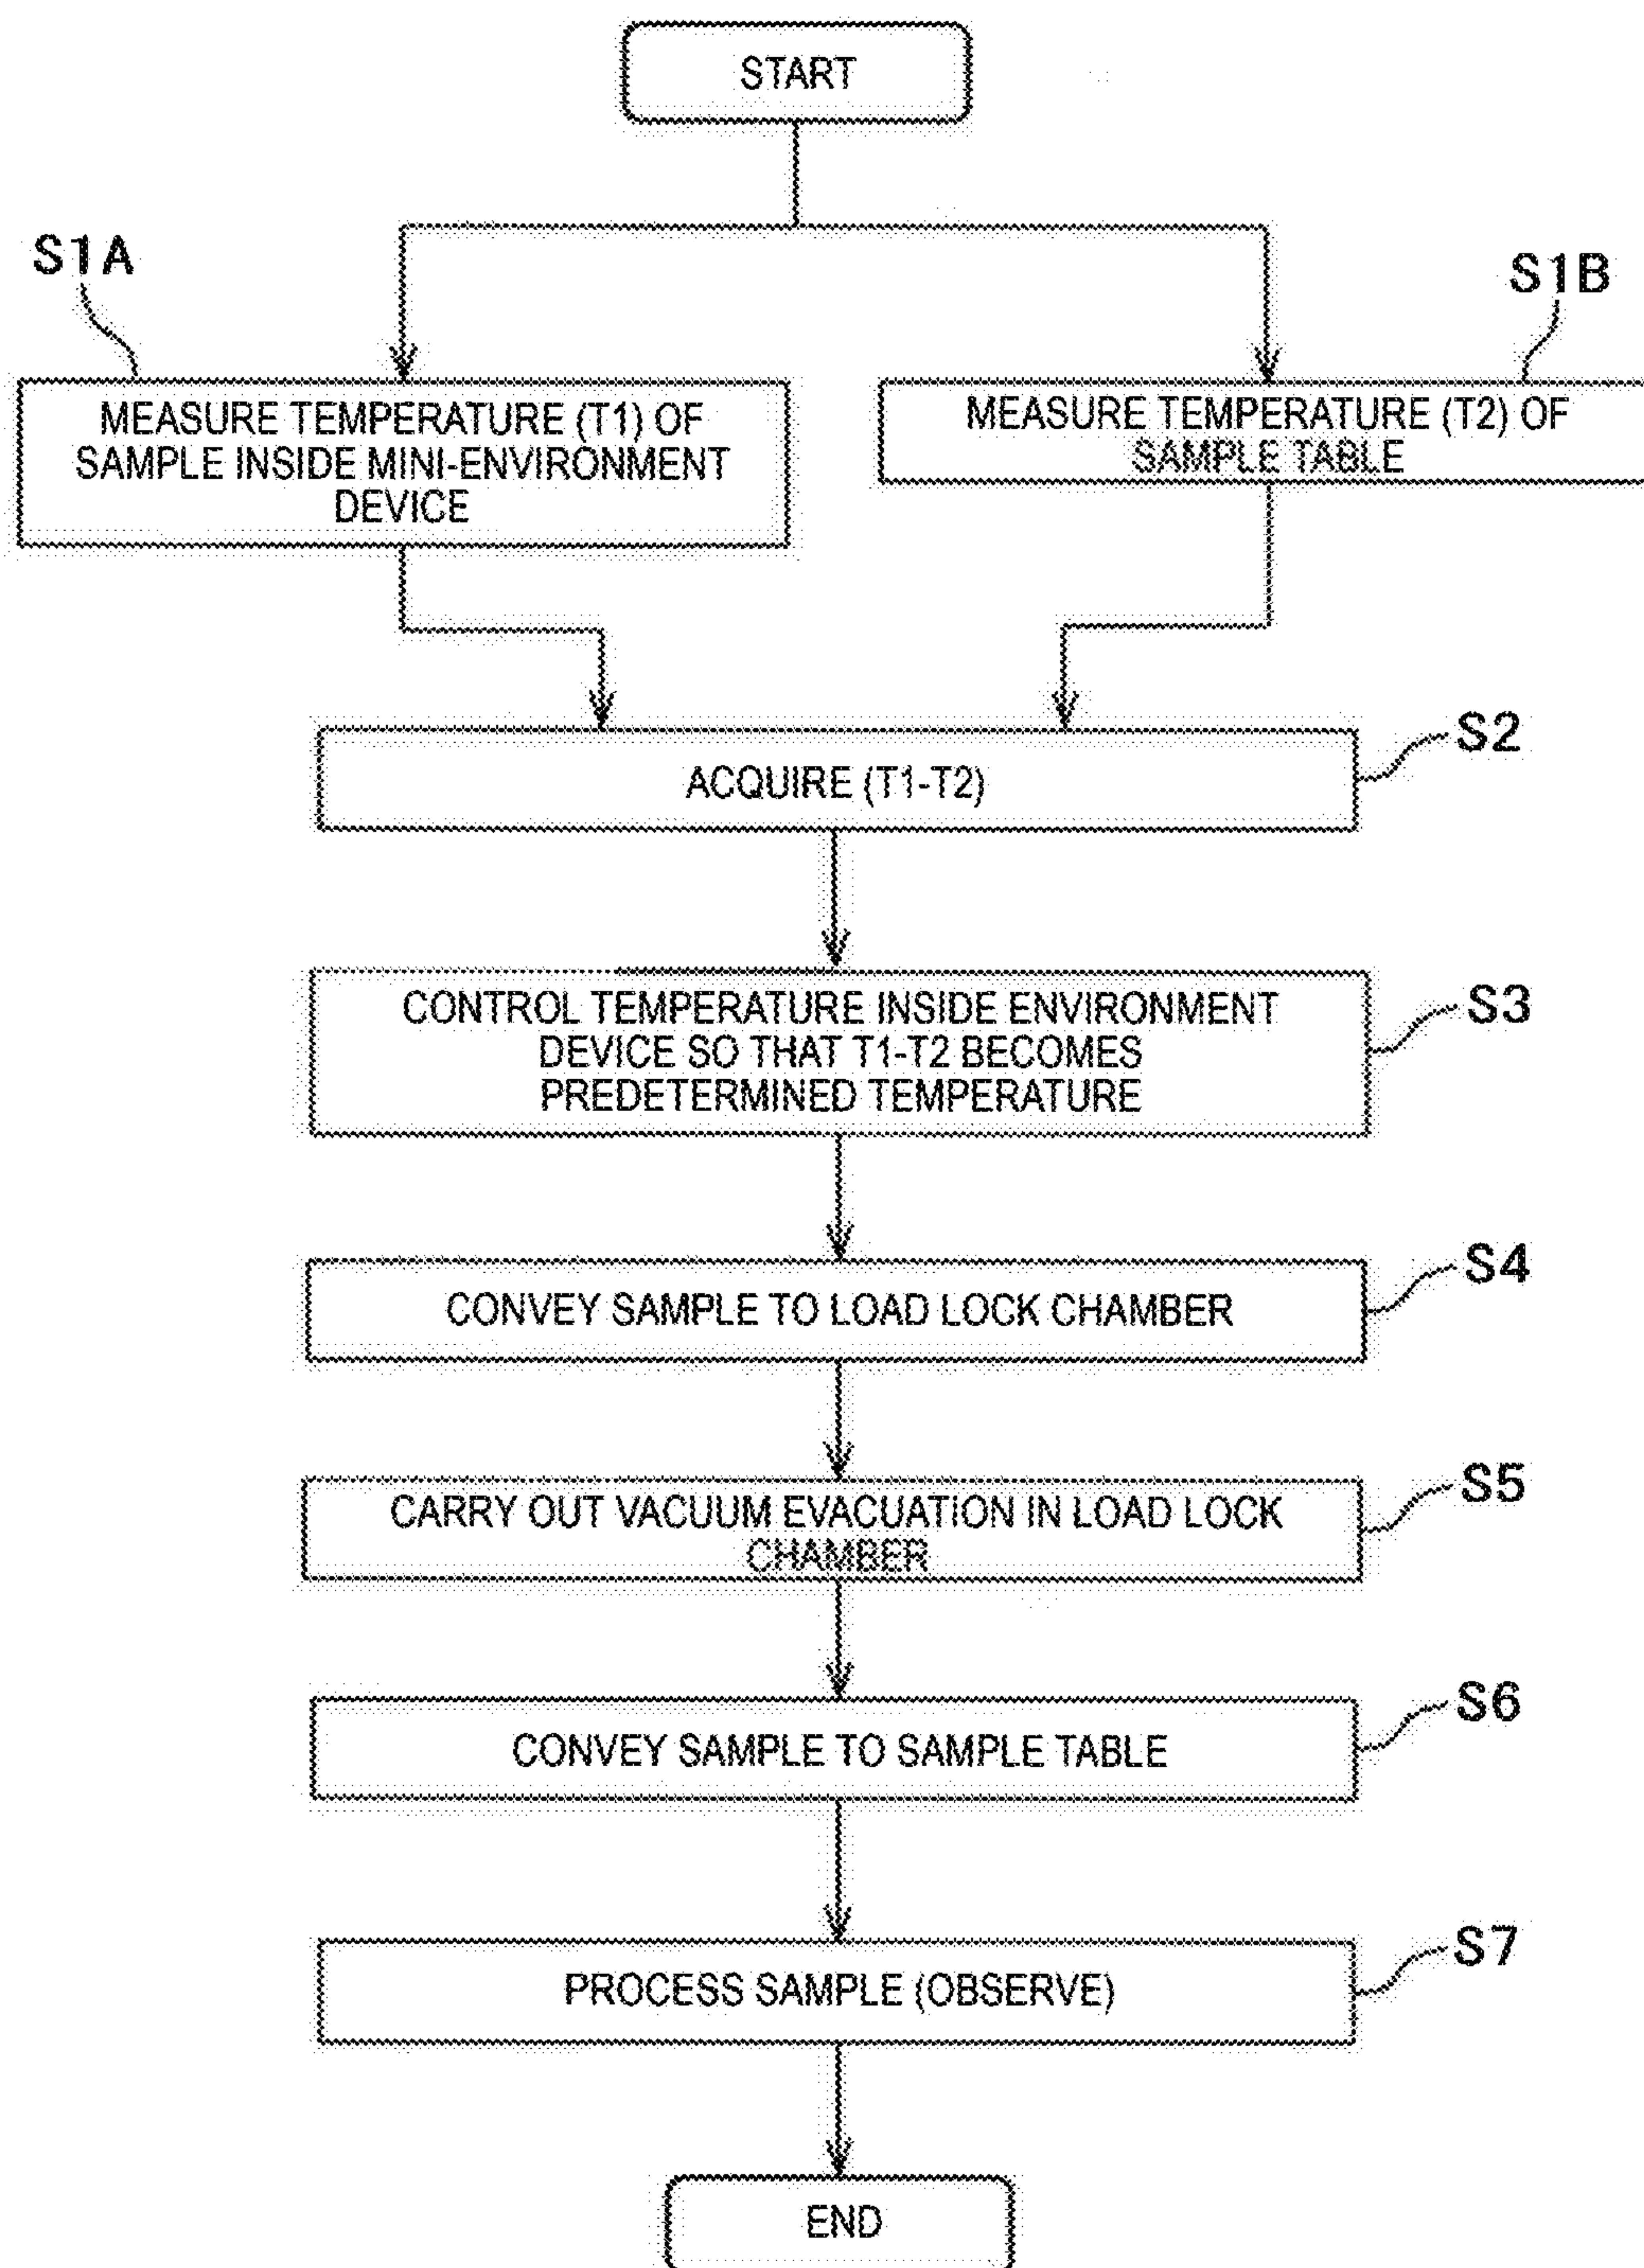 START
S1A
S1B
MEASURE TEMPERATURE (T1) OF
SAMPLE INSIDE MINI-ENVIRONMENT
DEVICE
MEASURE TEMPERATURE (T2) OF
SAMPLE TABLE
S2
ACQUIRE (T1-T2)
S3
CONTROL TEMPERATURE INSIDE ENVIRONMENT
DEVICE SO THAT T1-T2 BECOMES
PREDETERMINED TEMPERATURE
S4
CONVEY SAMPLE TO LOAD LOCK CHAMBER
S5
CARRY OUT VACUUM EVACUATION IN LOAD LOCK
CHAMBER
S6
CONVEY SAMPLE TO SAMPLE TABLE
S7
PROCESS SAMPLE (OBSERVE)
END